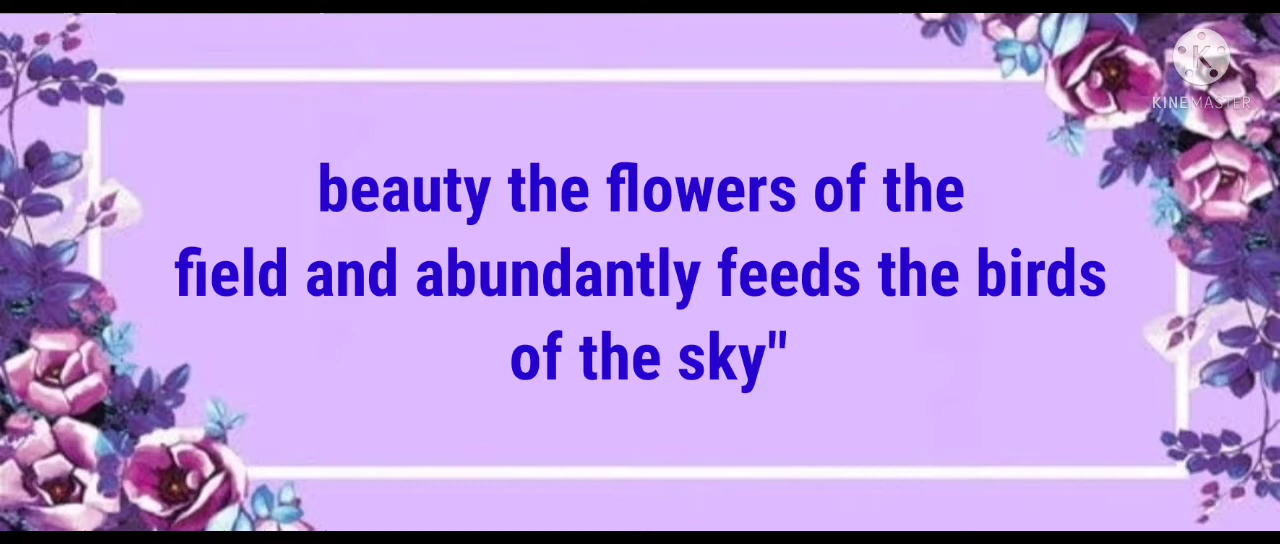 beauty the flowers of the
field and abundantly feeds the birds
of the sky"
KINEMASTER